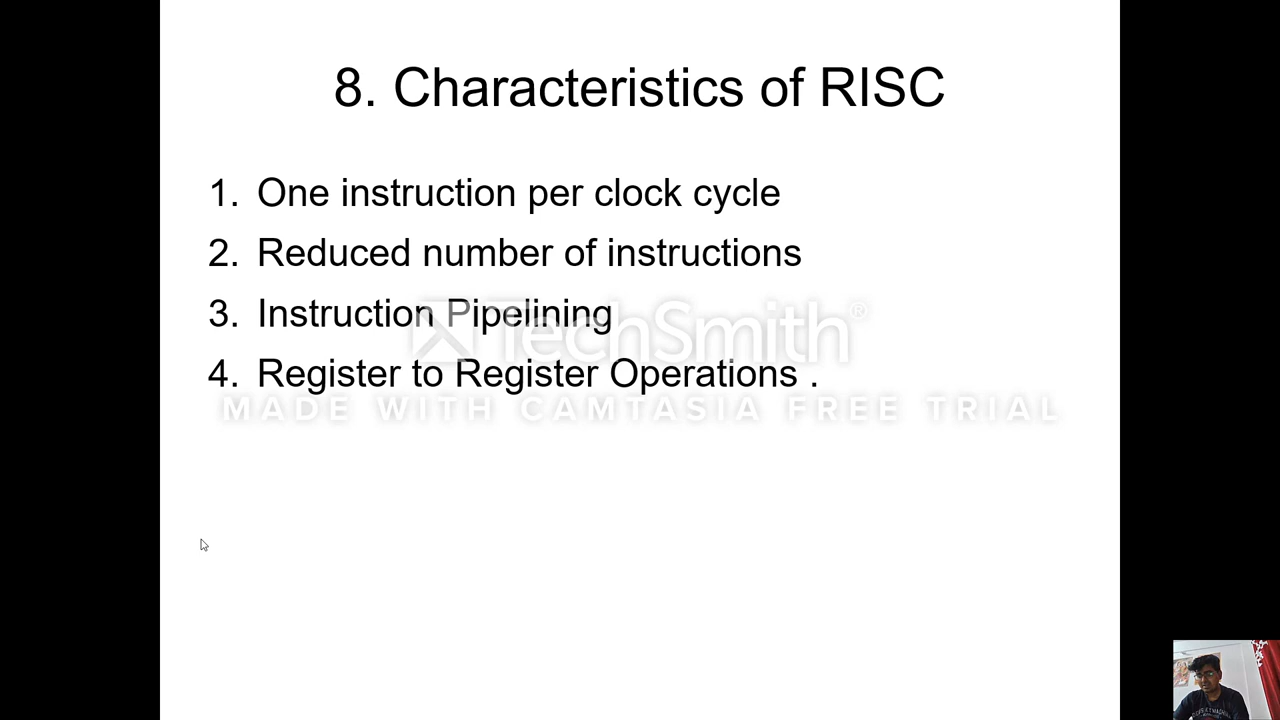 8. Characteristics of RISC
1. One instruction per clock cycle
2. Reduced number of instructions
3. Instruction Pipelining
TechSmith®
4. Register to Register Operations .
MADE WITH CAMTASIA FREE TRIAL